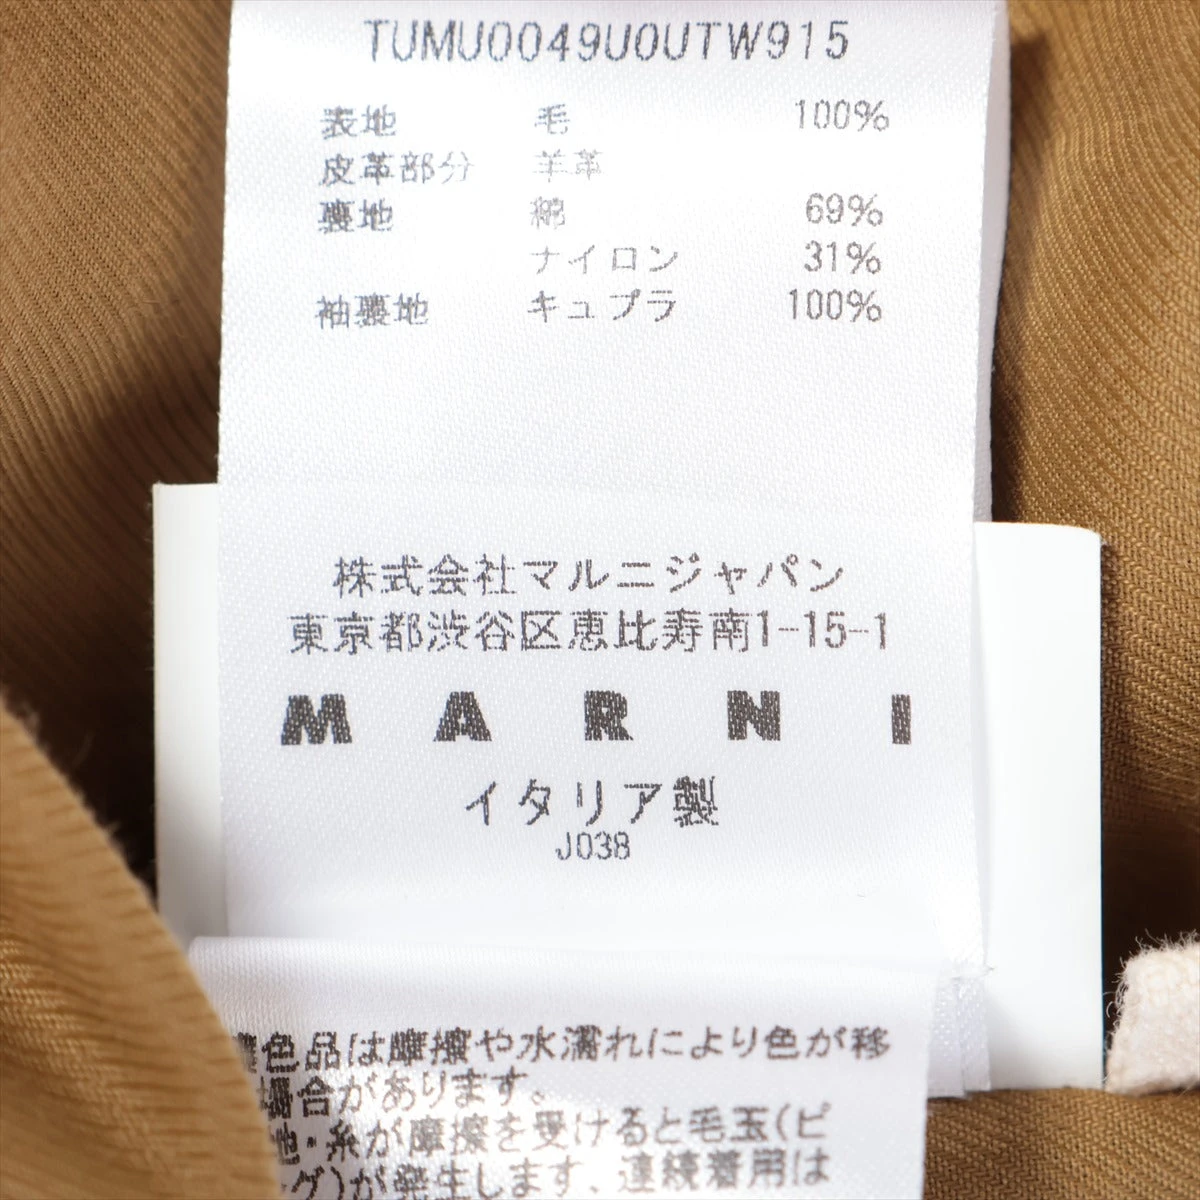 TUMU0049U0UTW915
表地 毛 100%
皮革部分 羊革
裏地 綿 69%
ナイロン 31%
袖裏地 キュプラ 100%
株式会社マルニジャパン
東京都渋谷区恵比寿南1-15-1
MARNI
イタリア製
J038
色品は摩擦や水濡れにより色が移
場合があります。
地・糸が摩擦を受けると毛玉(ピ
グ)が発生します。連続着用は